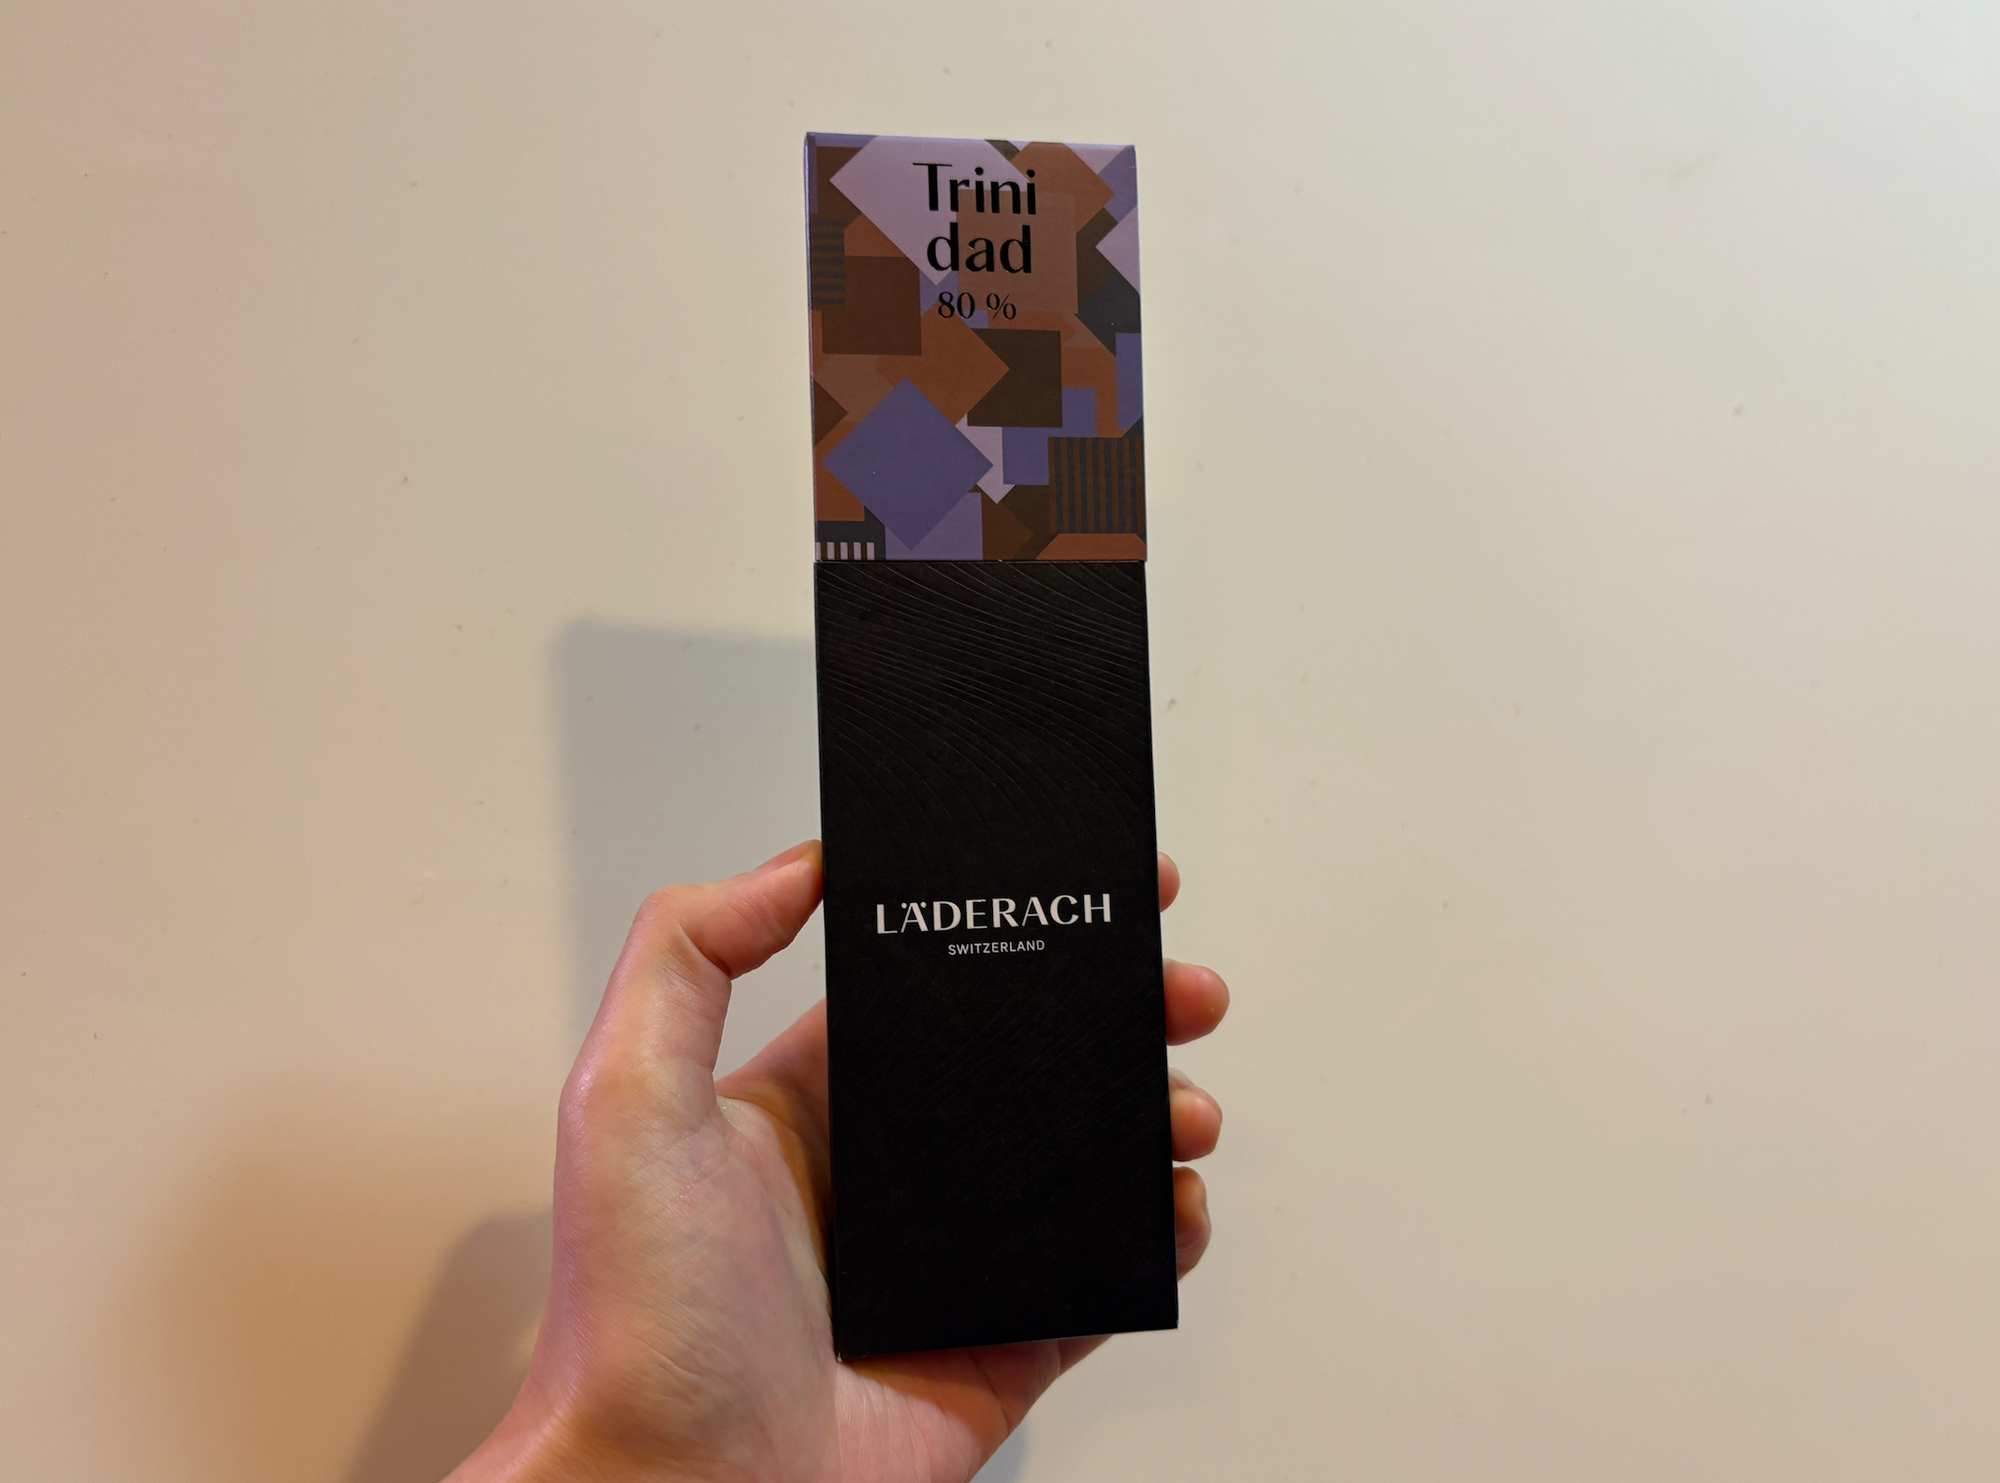 Trini
dad
80 %
LÄDERACH
SWITZERLAND